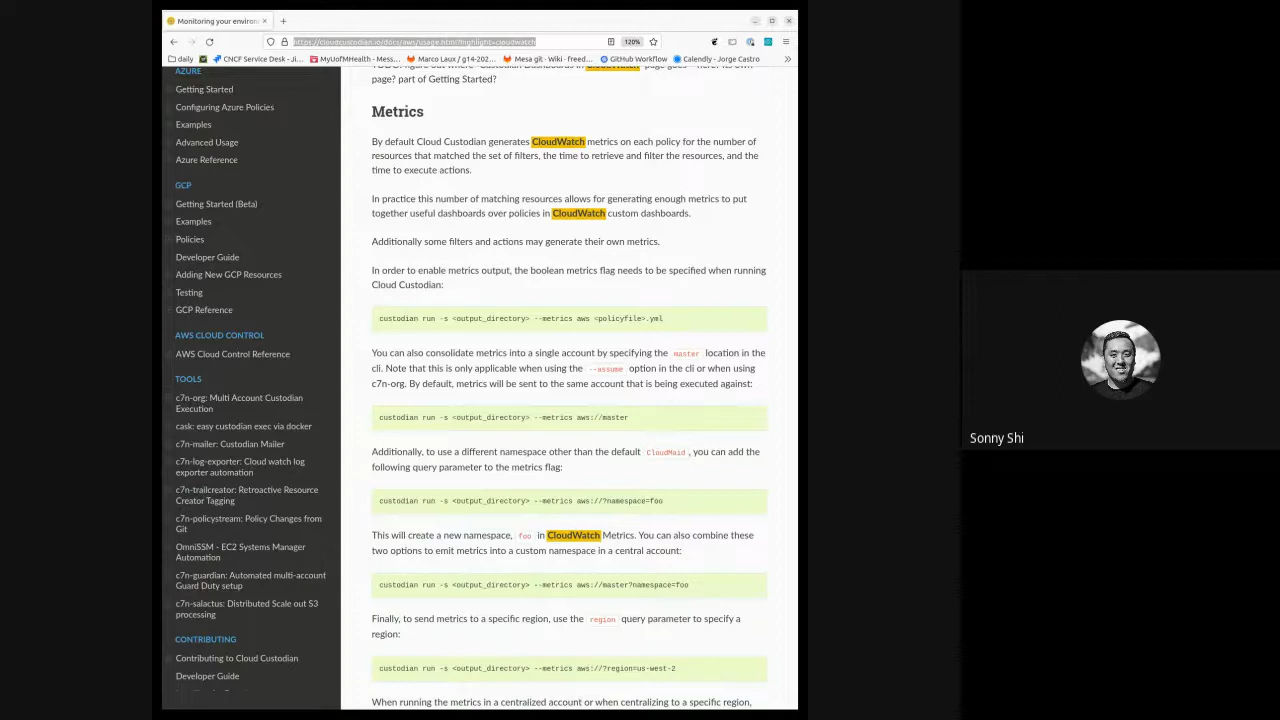 Monitoring your environ
https://cloudcustodian.io/docs/aws/usage.html?highlight=cloudwatch
120%
daily
CNCF Service Desk - Ji...
MyUofMHealth - Mess...
Marco Laux / g14-202...
Mesa git · Wiki · freed...
GitHub Workflow
Calendly - Jorge Castro
page? part of Getting Started?
AZURE
Getting Started
Configuring Azure Policies
Examples
Advanced Usage
Azure Reference
GCP
Getting Started (Beta)
Examples
Policies
Developer Guide
Adding New GCP Resources
Testing
GCP Reference
AWS CLOUD CONTROL
AWS Cloud Control Reference
TOOLS
c7n-org: Multi Account Custodian
Execution
cask: easy custodian exec via docker
c7n-mailer: Custodian Mailer
c7n-log-exporter: Cloud watch log
exporter automation
c7n-trailcreator: Retroactive Resource
Creator Tagging
c7n-policystream: Policy Changes from
Git
OmniSSM - EC2 Systems Manager
Automation
c7n-guardian: Automated multi-account
Guard Duty setup
c7n-salactus: Distributed Scale out S3
processing
CONTRIBUTING
Contributing to Cloud Custodian
Developer Guide
Metrics
By default Cloud Custodian generates CloudWatch metrics on each policy for the number of
resources that matched the set of filters, the time to retrieve and filter the resources, and the
time to execute actions.
In practice this number of matching resources allows for generating enough metrics to put
together useful dashboards over policies in CloudWatch custom dashboards.
Additionally some filters and actions may generate their own metrics.
In order to enable metrics output, the boolean metrics flag needs to be specified when running
Cloud Custodian:
custodian run -s <output_directory> --metrics aws <policyfile>.yml
You can also consolidate metrics into a single account by specifying the master location in the
cli. Note that this is only applicable when using the --assume option in the cli or when using
c7n-org. By default, metrics will be sent to the same account that is being executed against:
custodian run -s <output_directory> --metrics aws://master
Additionally, to use a different namespace other than the default CloudMaid, you can add the
following query parameter to the metrics flag:
custodian run -s <output_directory> --metrics aws://?namespace=foo
This will create a new namespace, foo in CloudWatch Metrics. You can also combine these
two options to emit metrics into a custom namespace in a central account:
custodian run -s <output_directory> --metrics aws://master?namespace=foo
Finally, to send metrics to a specific region, use the region query parameter to specify a
region:
custodian run -s <output_directory> --metrics aws://?region=us-west-2
When running the metrics in a centralized account or when centralizing to a specific region,
Sonny Shi